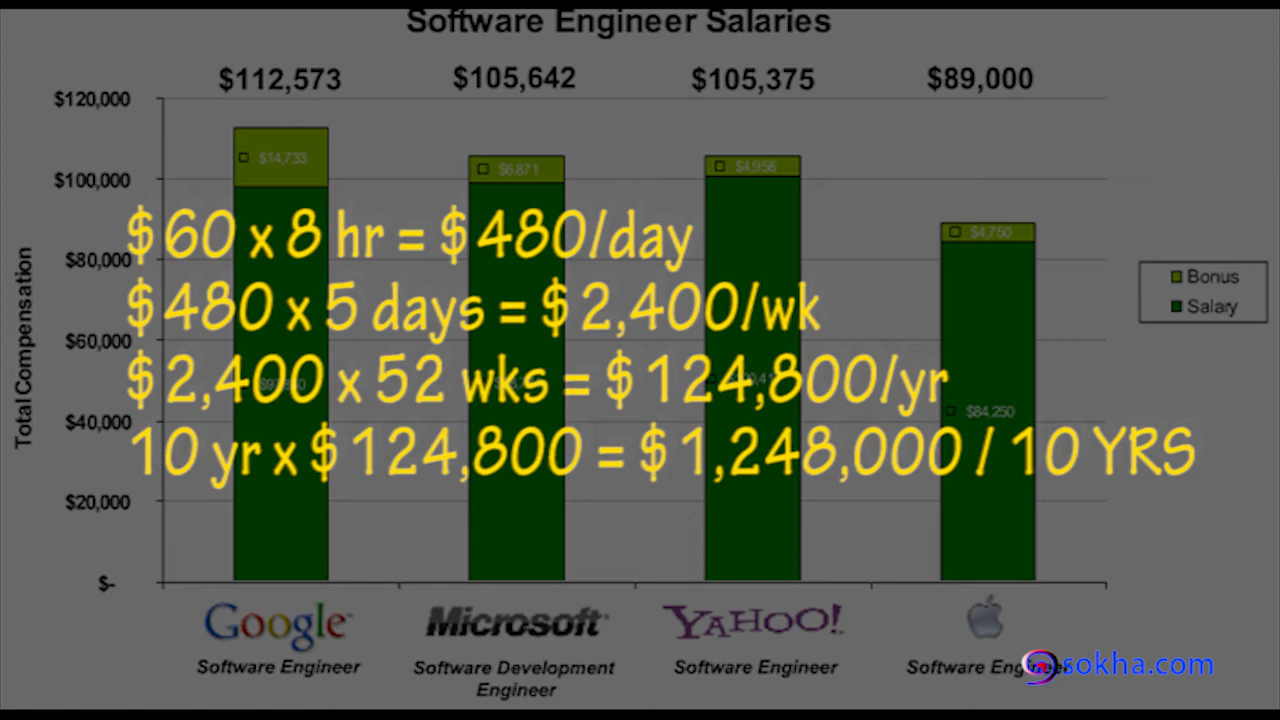 Software Engineer Salaries
$112,573 $105,642 $105,375 $89,000
$120,000
$14,733 $6,871 $4,958
$100,000
$60 x 8 hr = $480/day
$4,750
Total Compensation
$80,000
Bonus
Salary
$480 x 5 days = $2,400/wk
$60,000
$2,400 x 52 wks = $124,800/yr
$84,250
$40,000
10 yr x $124,800 = $1,248,000 / 10 YRS
$20,000
$-
Google Microsoft YAHOO!
Software Engineer Software Development Engineer Software Engineer Software Engineer
sokha.com